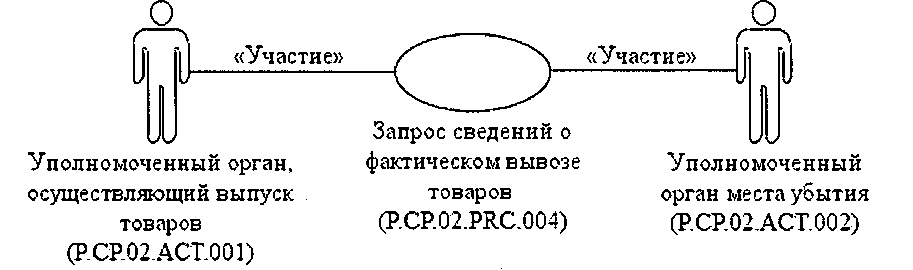 «Участие»
«Участие»
Уполномоченный орган,
осуществляющий выпуск
товаров
(P.CP.02.ACT.001)
Запрос сведений о
фактическом вывозе
товаров
(P.CP.02.PRC.004)
Уполномоченный
орган места убытия
(P.CP.02.ACT.002)